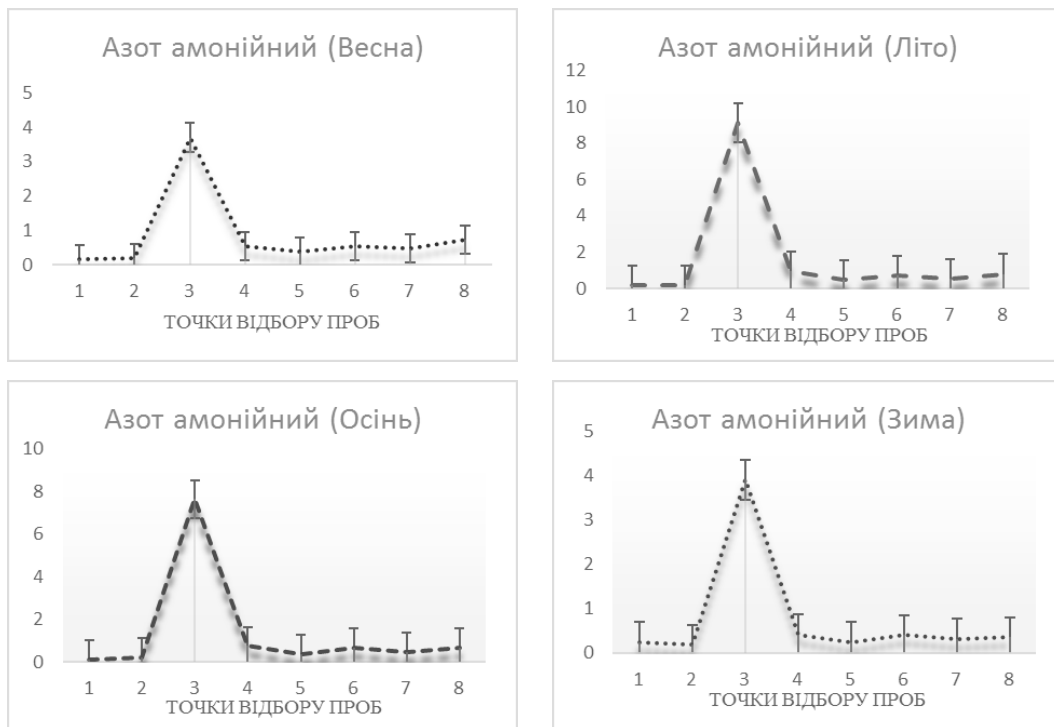 Азот амонійний (Весна)
5
4
3
2
1
0
1 2 3 4 5 6 7 8
ТОЧКИ ВІДБОРУ ПРОБ
Азот амонійний (Літо)
12
10
8
6
4
2
0
1 2 3 4 5 6 7 8
ТОЧКИ ВІДБОРУ ПРОБ
Азот амонійний (Осінь)
10
8
6
4
2
0
1 2 3 4 5 6 7 8
ТОЧКИ ВІДБОРУ ПРОБ
Азот амонійний (Зима)
5
4
3
2
1
0
1 2 3 4 5 6 7 8
ТОЧКИ ВІДБОРУ ПРОБ